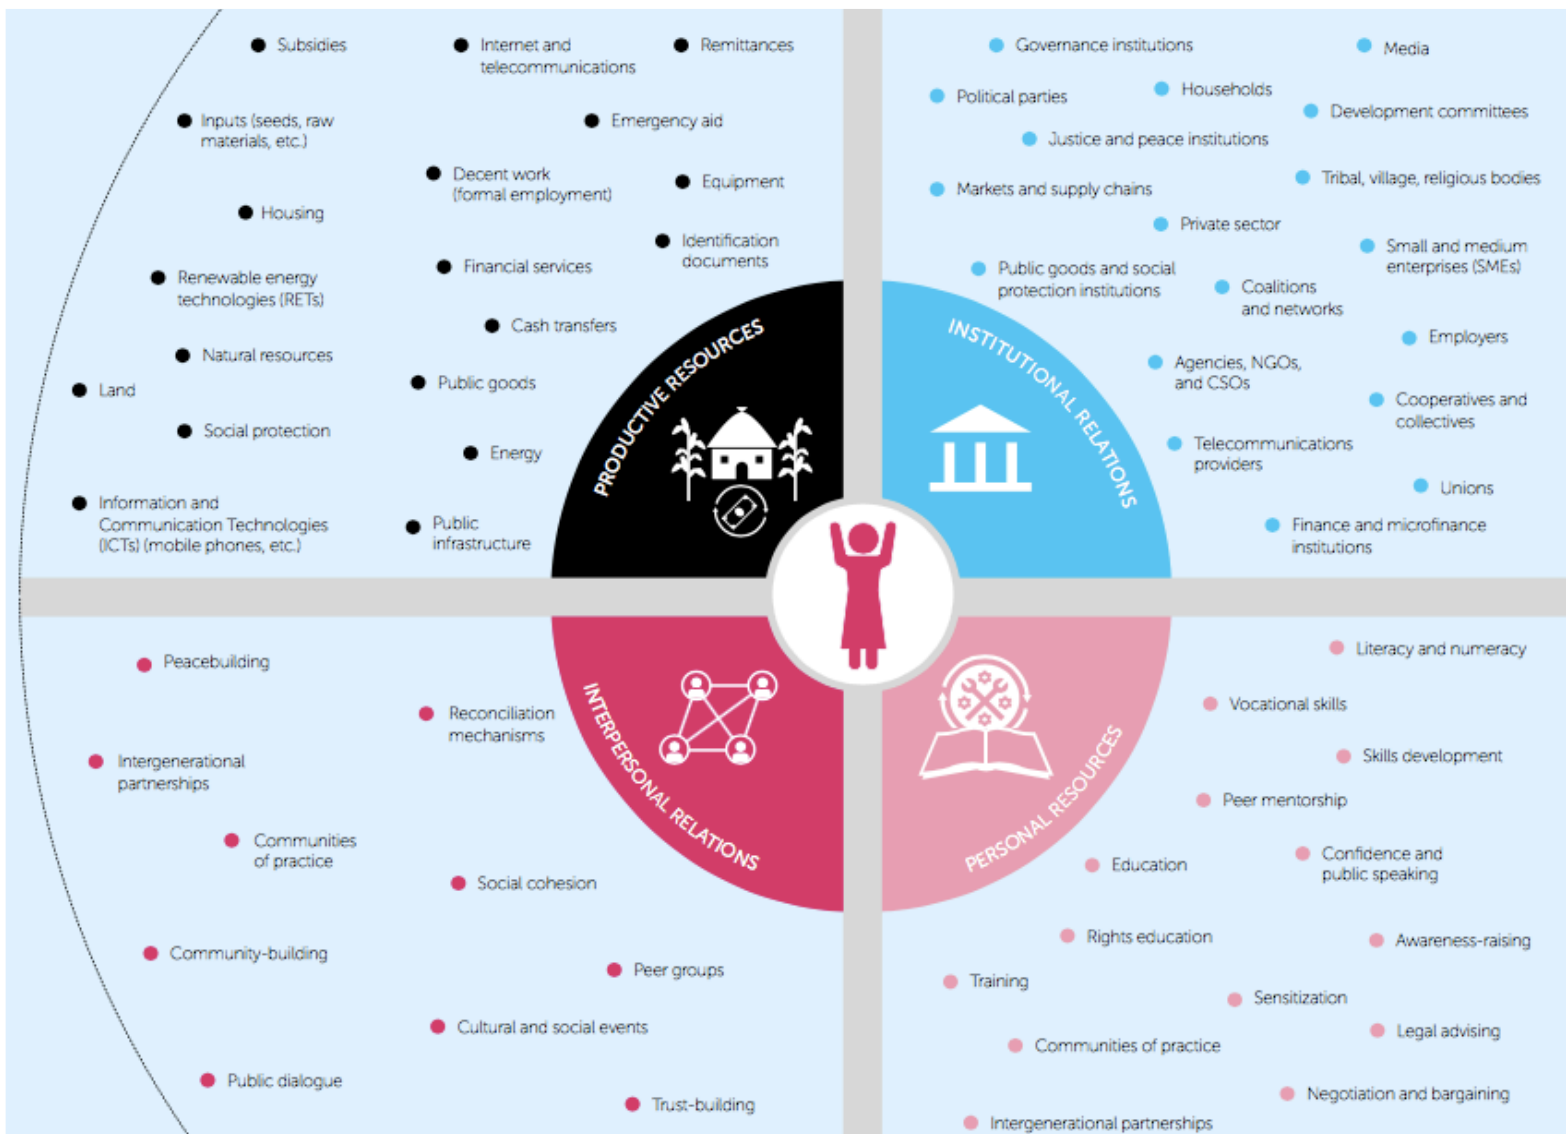 Subsidies
Internet and
telecommunications
Remittances
Inputs (seeds, raw
materials, etc.)
Emergency aid
Decent work
(formal employment)
Equipment
Housing
Identification
documents
Financial services
Renewable energy
technologies (RETs)
Cash transfers
Natural resources
Land
Public goods
Social protection
Energy
Information and
Communication Technologies
(ICTs) (mobile phones, etc.)
Public
infrastructure
PRODUCTIVE RESOURCES
Governance institutions
Media
Political parties
Households
Development committees
Justice and peace institutions
Markets and supply chains
Tribal, village, religious bodies
Private sector
Small and medium
enterprises (SMEs)
Public goods and social
protection institutions
Coalitions
and networks
Employers
Agencies, NGOs,
and CSOs
Cooperatives and
collectives
Telecommunications
providers
Unions
Finance and microfinance
institutions
INSTITUTIONAL RELATIONS
Peacebuilding
Reconciliation
mechanisms
Intergenerational
partnerships
Communities
of practice
Social cohesion
Community-building
Peer groups
Cultural and social events
Public dialogue
Trust-building
INTERPERSONAL RELATIONS
Literacy and numeracy
Vocational skills
Skills development
Peer mentorship
Education
Confidence and
public speaking
Rights education
Awareness-raising
Training
Sensitization
Legal advising
Communities of practice
Negotiation and bargaining
Intergenerational partnerships
PERSONAL RESOURCES